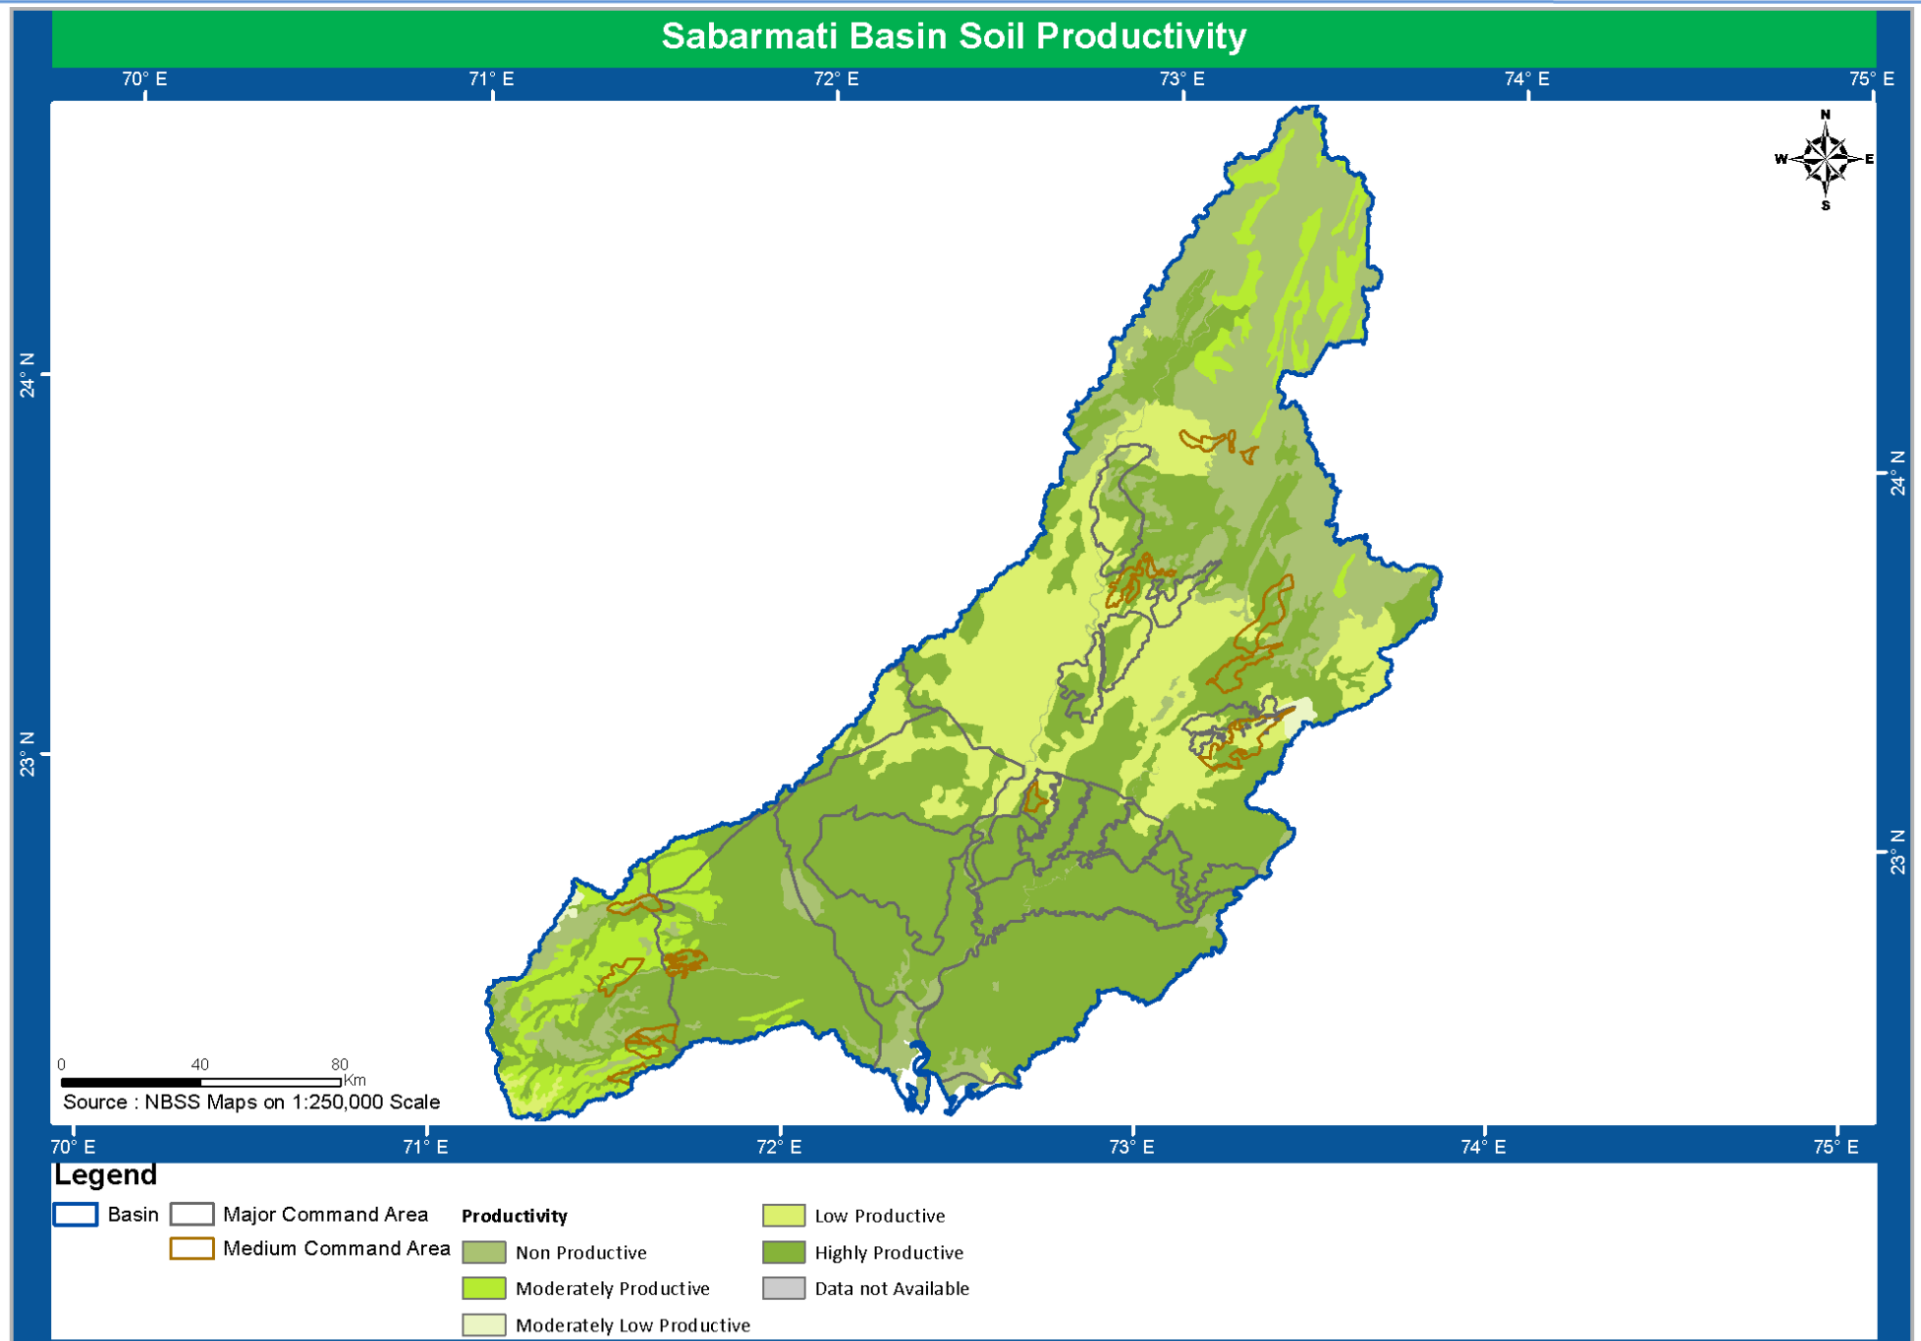 Sabarmati Basin Soil Productivity
70° E 71° E 72° E 73° E 74° E 75° E
N
W E
S
24° N
24° N
23° N
23° N
0 40 80
Km
Source : NBSS Maps on 1:250,000 Scale
70° E 71° E 72° E 73° E 74° E 75° E
Legend
Basin
Major Command Area
Medium Command Area
Productivity
Non Productive
Moderately Productive
Moderately Low Productive
Low Productive
Highly Productive
Data not Available